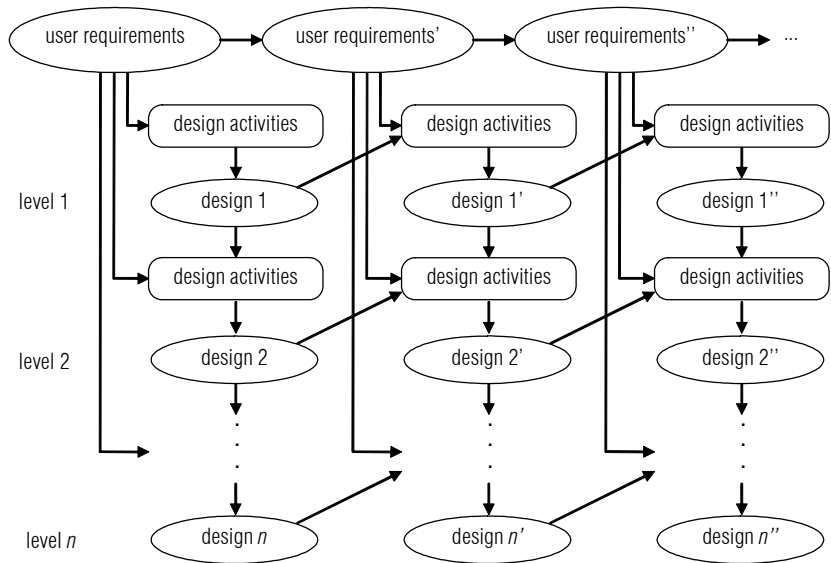 user requirements
user requirements'
user requirements''
...
design activities
design activities
design activities
level 1
design 1
design 1'
design 1''
design activities
design activities
design activities
level 2
design 2
design 2'
design 2''
level n
design n
design n'
design n''